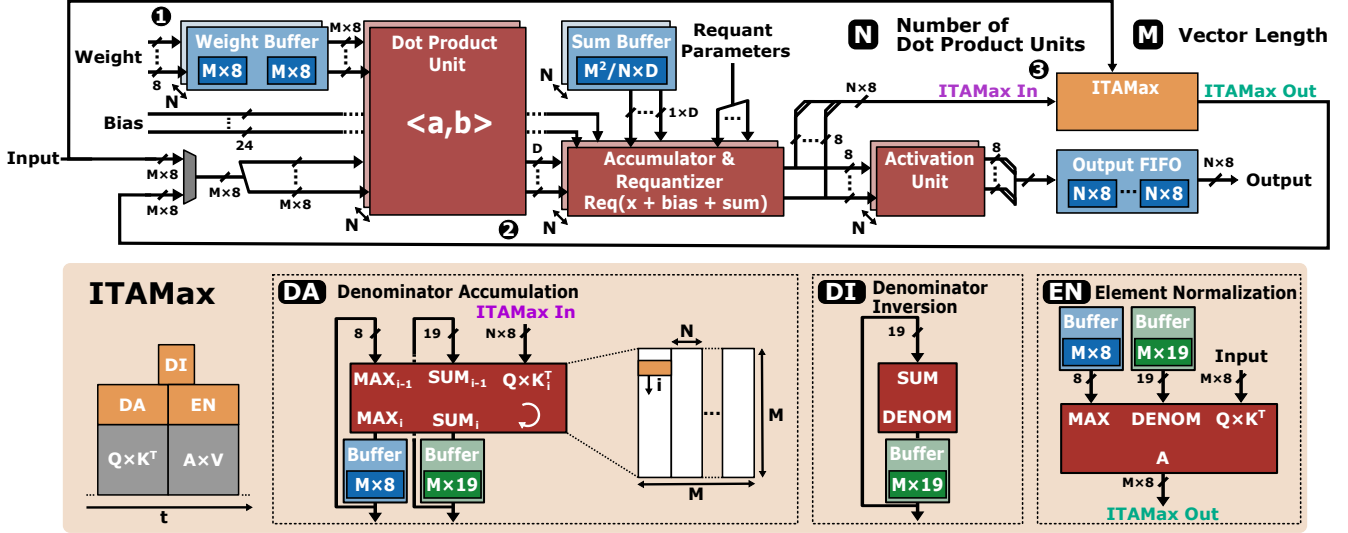 ❶
Weight
8
N
Weight Buffer
M×8 M×8
M×8
Dot Product
Unit
<a,b>
N
Bias
24
Input
M×8
M×8
M×8
M×8
❷
D
Sum Buffer
M²/N×D
N
1×D
Requant
Parameters
Accumulator &
Requantizer
Req(x + bias + sum)
N
N Number of
Dot Product Units
M Vector Length
N×8
8
ITAMax In
❸
ITAMax
ITAMax Out
8
Activation
Unit
N
8
Output FIFO
N×8 ··· N×8
N×8
Output
ITAMax
DI
DA EN
Q×Kᵀ A×V
t
DA Denominator Accumulation
ITAMax In
8 19 N×8
MAXᵢ₋₁ SUMᵢ₋₁ Q×Kᵢᵀ
MAXᵢ SUMᵢ
Buffer Buffer
M×8 M×19
N
i
···
M
M
DI Denominator
Inversion
19
SUM
DENOM
Buffer
M×19
EN Element Normalization
Buffer Buffer
M×8 M×19
Input
8 19 M×8
MAX DENOM Q×Kᵀ
A
M×8
ITAMax Out